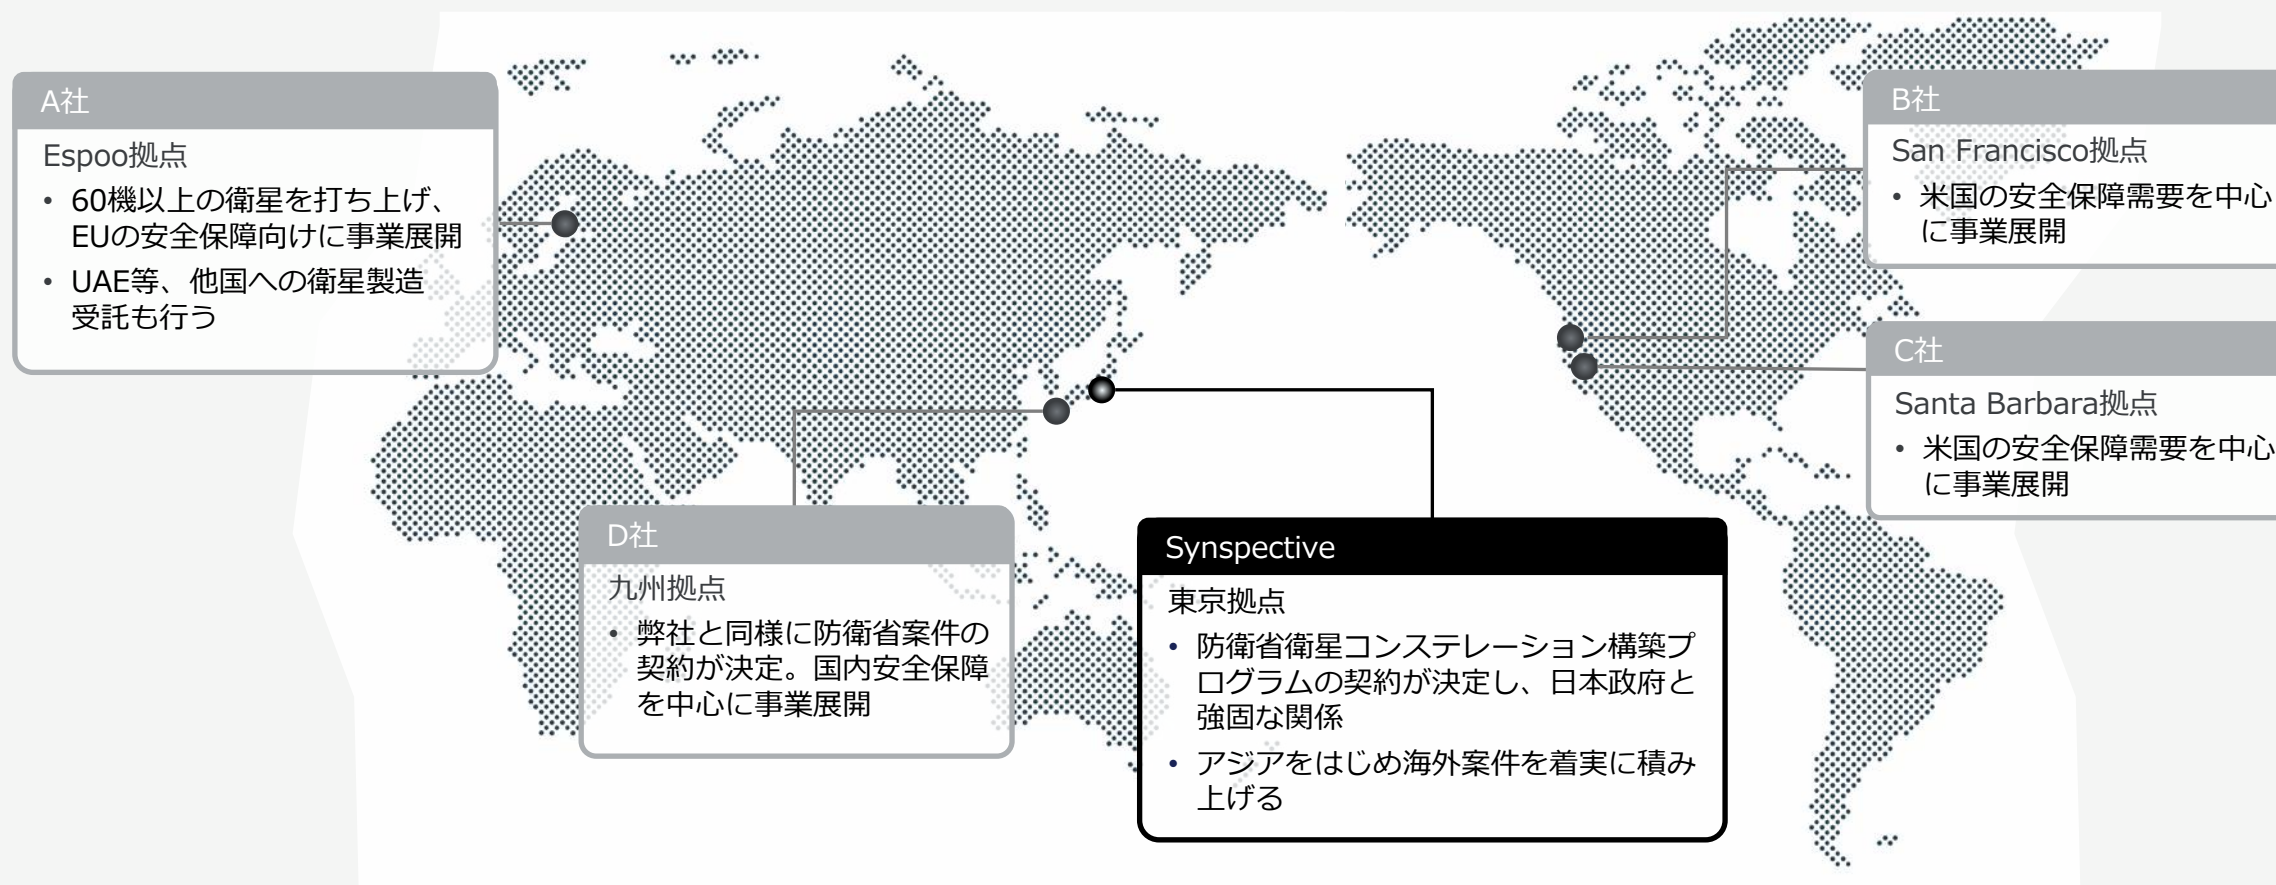 A社
Espoo拠点
• 60機以上の衛星を打ち上げ、
EUの安全保障向けに事業展開
• UAE等、他国への衛星製造
受託も行う
B社
San Francisco拠点
• 米国の安全保障需要を中心
に事業展開
C社
Santa Barbara拠点
• 米国の安全保障需要を中心
に事業展開
D社
九州拠点
• 弊社と同様に防衛省案件の
契約が決定。国内安全保障
を中心に事業展開
Synspective
東京拠点
• 防衛省衛星コンステレーション構築プ
ログラムの契約が決定し、日本政府と
強固な関係
• アジアをはじめ海外案件を着実に積み
上げる